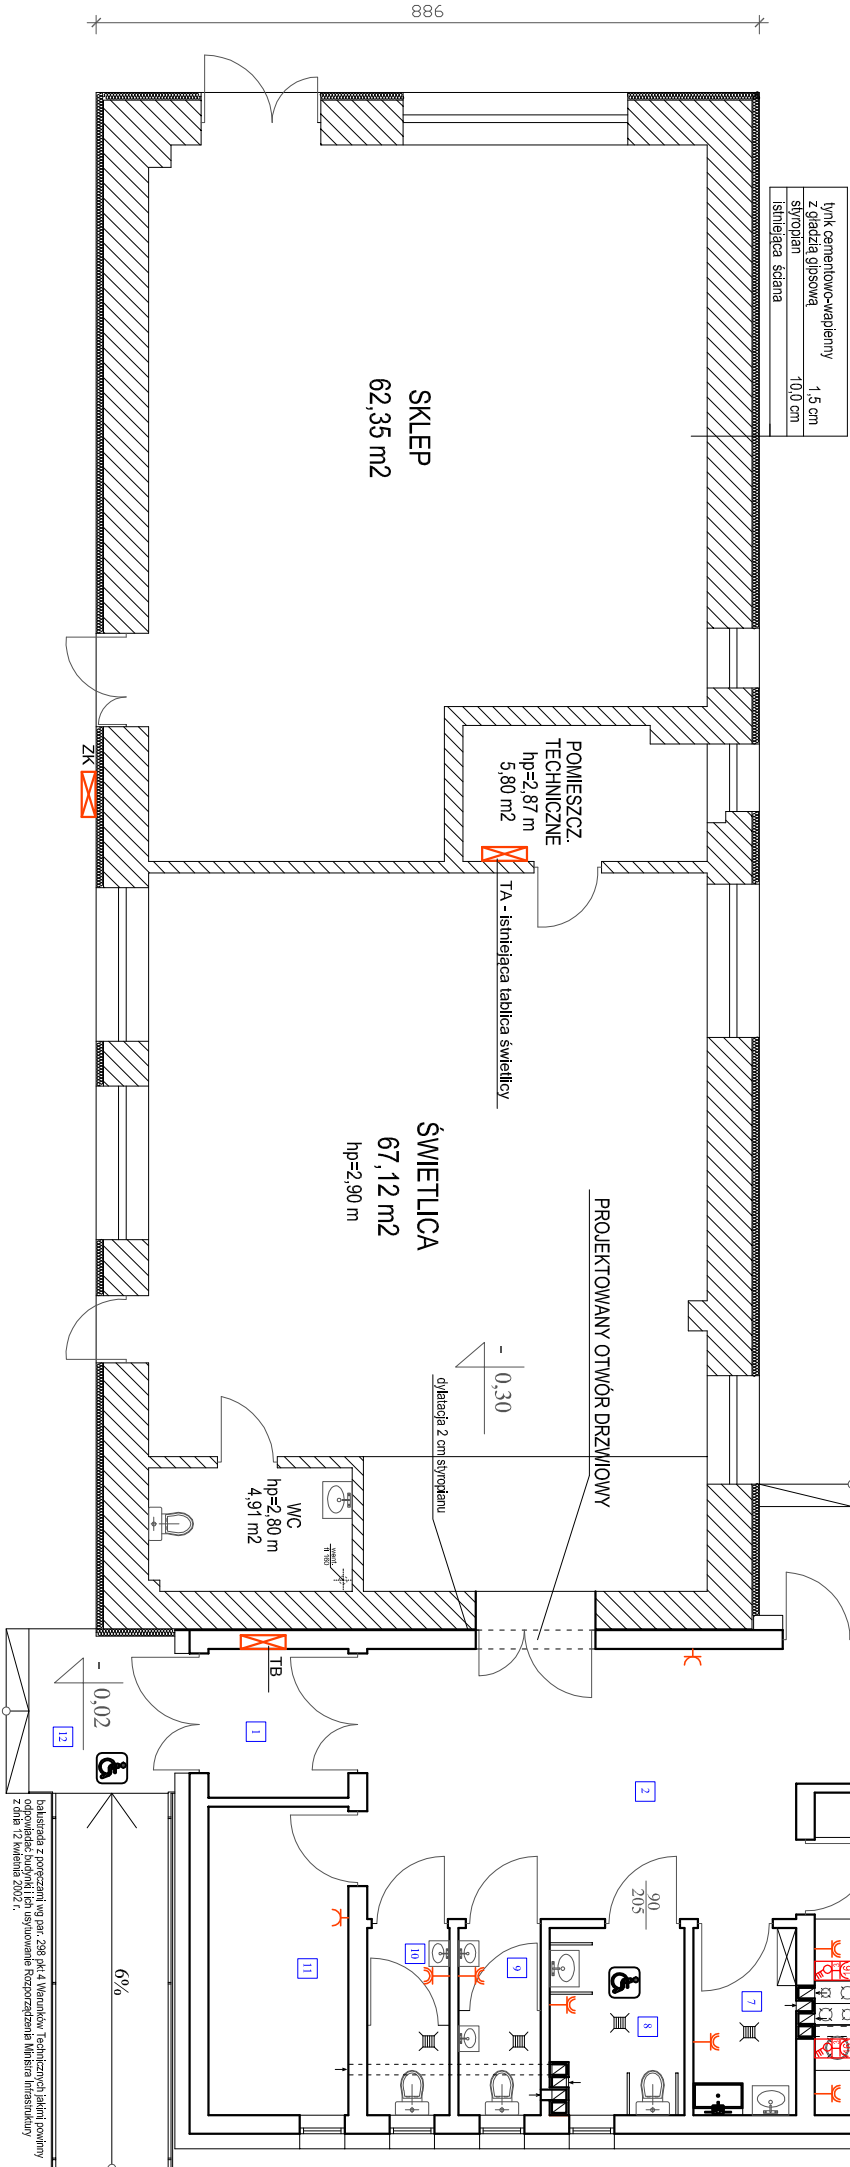 886
tynk cementowo-wapienny
z gładzią gipsową 1,5 cm
styropian 10,0 cm
istniejąca ściana
SKLEP
62,35 m2
ZK
POMIESZCZ.
TECHNICZNE
hp=2,87 m
5,80 m2
TA - istniejąca tablica świetlicy
ŚWIETLICA
67,12 m2
hp=2,90 m
PROJEKTOWANY OTWÓR DRZWIOWY
- 0,30
dylatacja 2 cm styropianu
WC
hp=2,80 m
4,91 m2
went.
fi 160
TB
- 0,02
12
1
2
90
205
11
10
9
8
7
6%
balustrada z poręczami wg par. 298 pkt 4 Warunków Technicznych jakimi powinny
odpowiadać budynki i ich usytuowanie Rozporządzenia Ministra Infrastruktury
z dnia 12 kwietnia 2002 r.